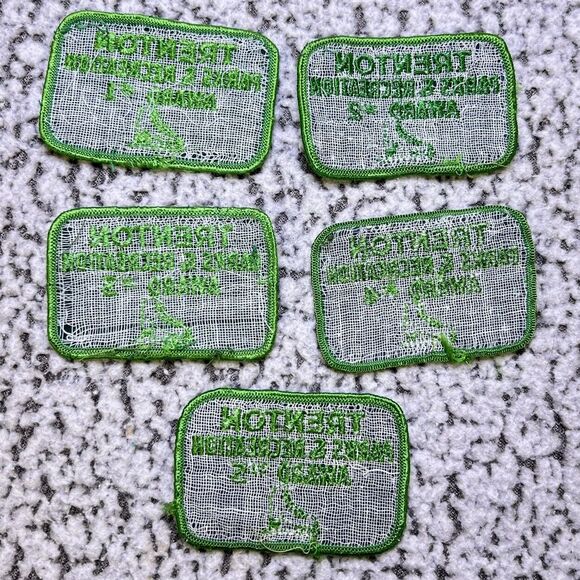 TRENTON
PARKS & RECREATION
AWARD #1
TRENTON
PARKS & RECREATION
AWARD #2
TRENTON
PARKS & RECREATION
AWARD #3
TRENTON
PARKS & RECREATION
AWARD #4
TRENTON
PARKS & RECREATION
AWARD #5